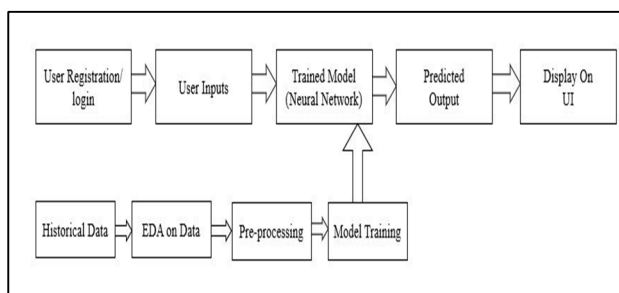 User Registration/
login
User Inputs
Trained Model
(Neural Network)
Predicted
Output
Display On
UI
Historical Data
EDA on Data
Pre-processing
Model Training